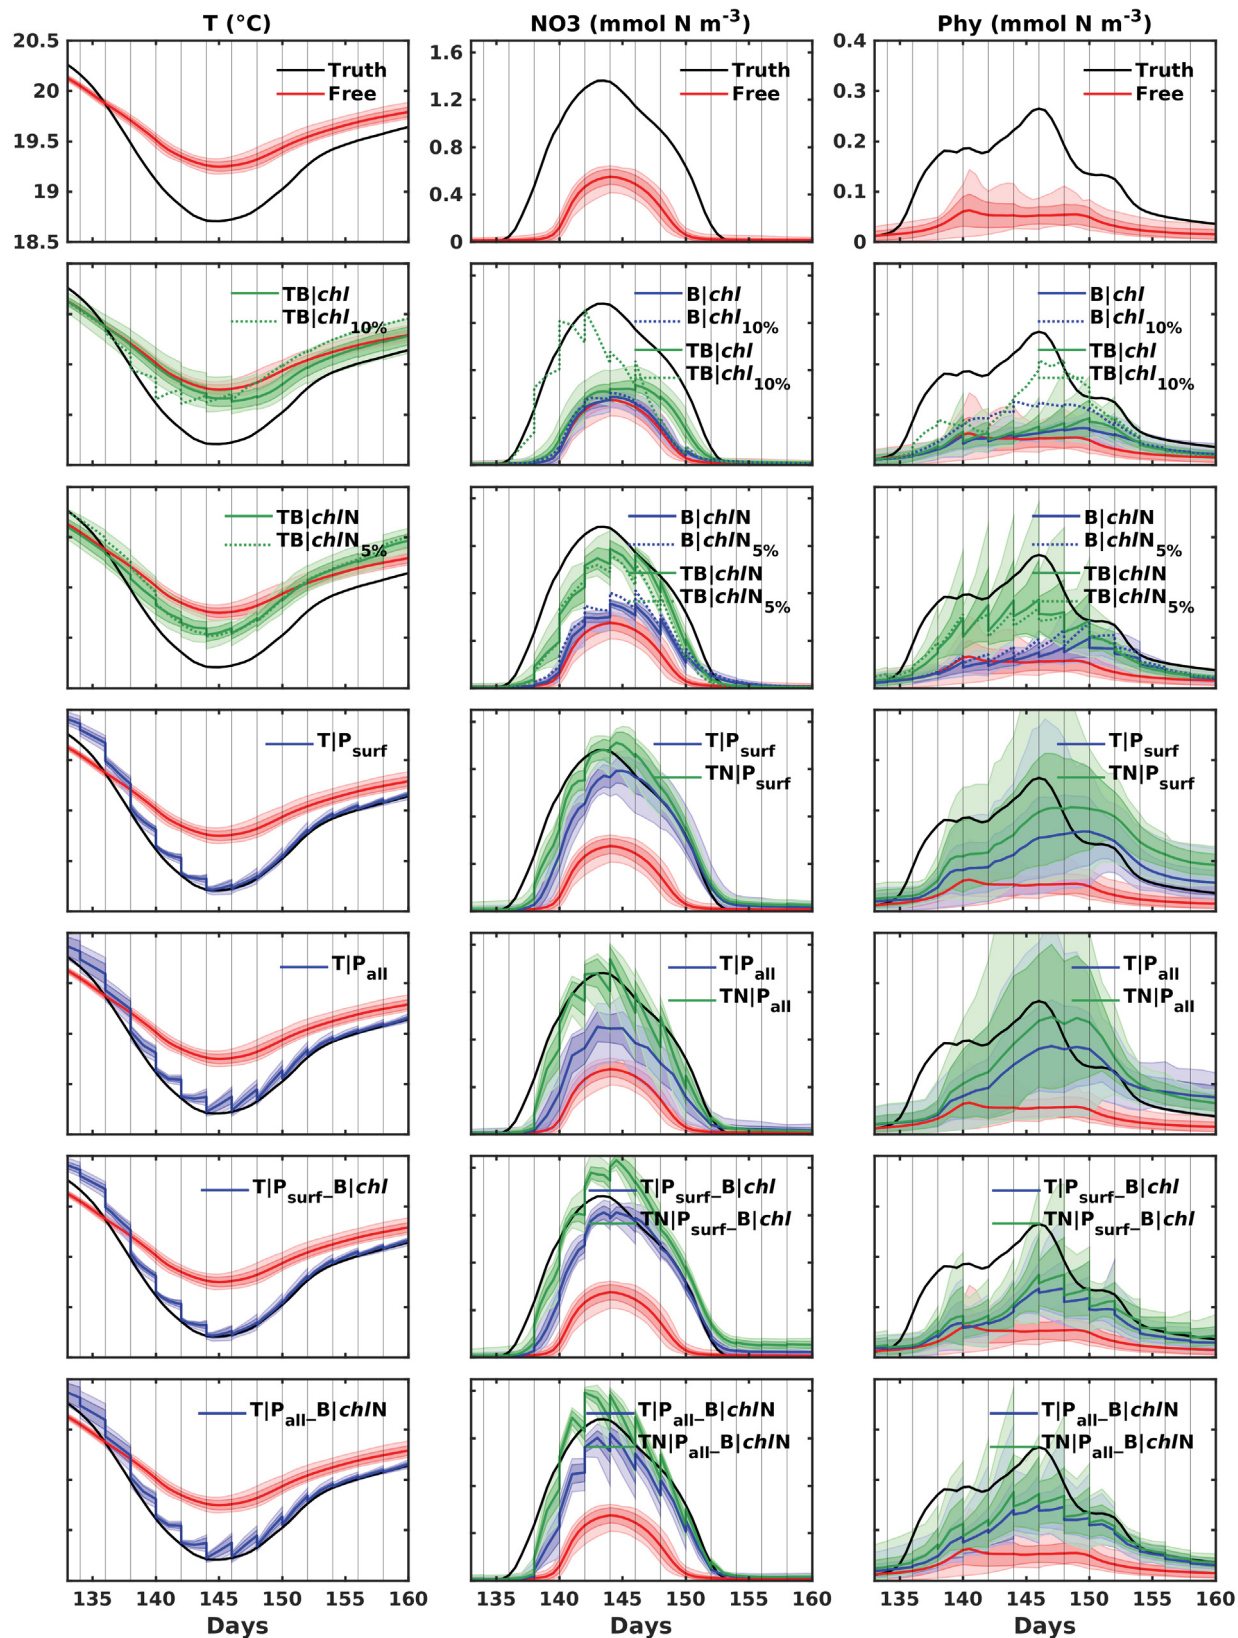 T (°C) NO3 (mmol N m-3) Phy (mmol N m-3)
20.5
20
19.5
19
18.5
Truth
Free
1.6
1.2
0.8
0.4
0
Truth
Free
0.4
0.3
0.2
0.1
0
Truth
Free
TB|chl
TB|chl10%
B|chl
B|chl10%
TB|chl
TB|chl10%
B|chl
B|chl10%
TB|chl
TB|chl10%
TB|chlN
TB|chlN5%
B|chlN
B|chlN5%
TB|chlN
TB|chlN5%
B|chlN
B|chlN5%
TB|chlN
TB|chlN5%
T|Psurf
T|Psurf
TN|Psurf
T|Psurf
TN|Psurf
T|Pall
T|Pall
TN|Pall
T|Pall
TN|Pall
T|Psurf_B|chl
T|Psurf_B|chl
TN|Psurf_B|chl
T|Psurf_B|chl
TN|Psurf_B|chl
T|Pall_B|chlN
T|Pall_B|chlN
TN|Pall_B|chlN
T|Pall_B|chlN
TN|Pall_B|chlN
135 140 145 150 155 160 135 140 145 150 155 160 135 140 145 150 155 160
Days Days Days